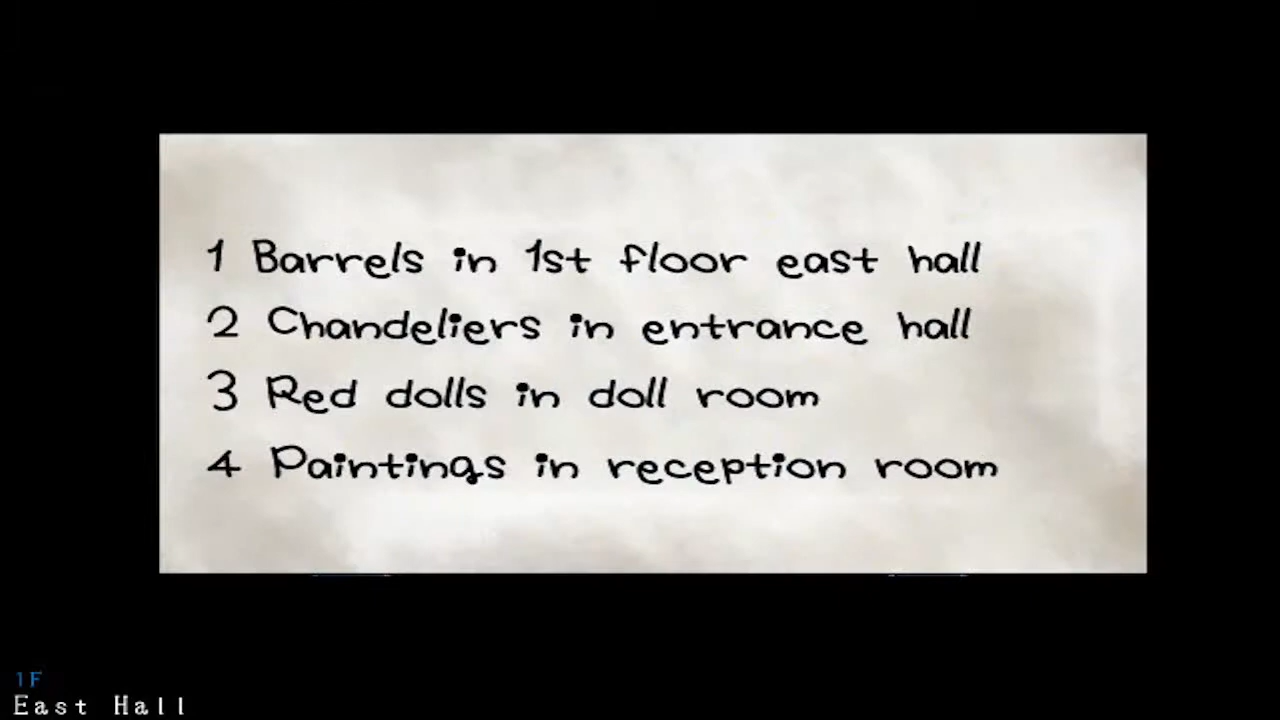 1 Barrels in 1st floor east hall
2 Chandeliers in entrance hall
3 Red dolls in doll room
4 Paintings in reception room
1F
East Hall